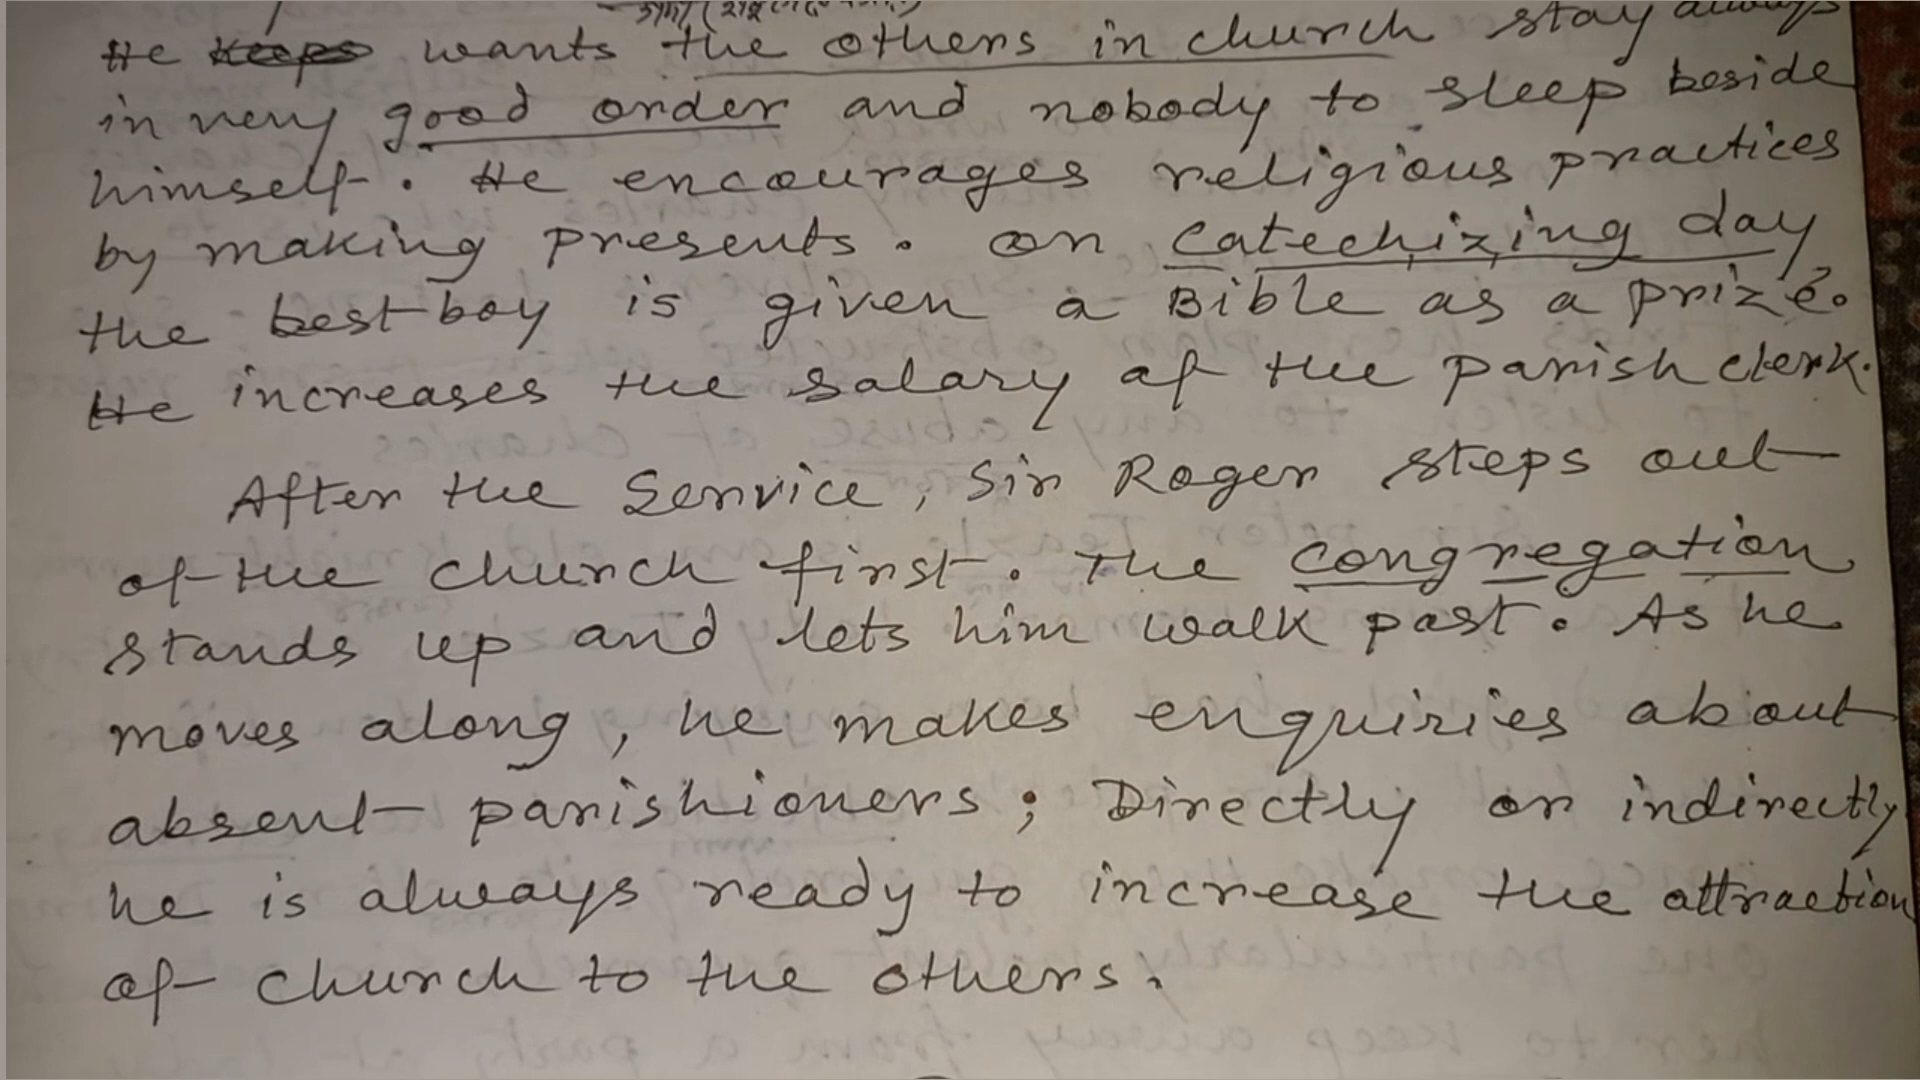 He keeps wants the others in church stay always
in very good order and nobody to sleep beside
himself. He encourages religious practices
by making presents. on catechizing day
the best boy is given a Bible as a prize.
He increases the salary of the parish clerk.
After the Service, Sir Roger steps out
of the church first. The congregation
stands up and lets him walk past. As he
moves along, he makes enquiries about
absent parishioners; Directly or indirectly
he is always ready to increase the attraction
of church to the others.